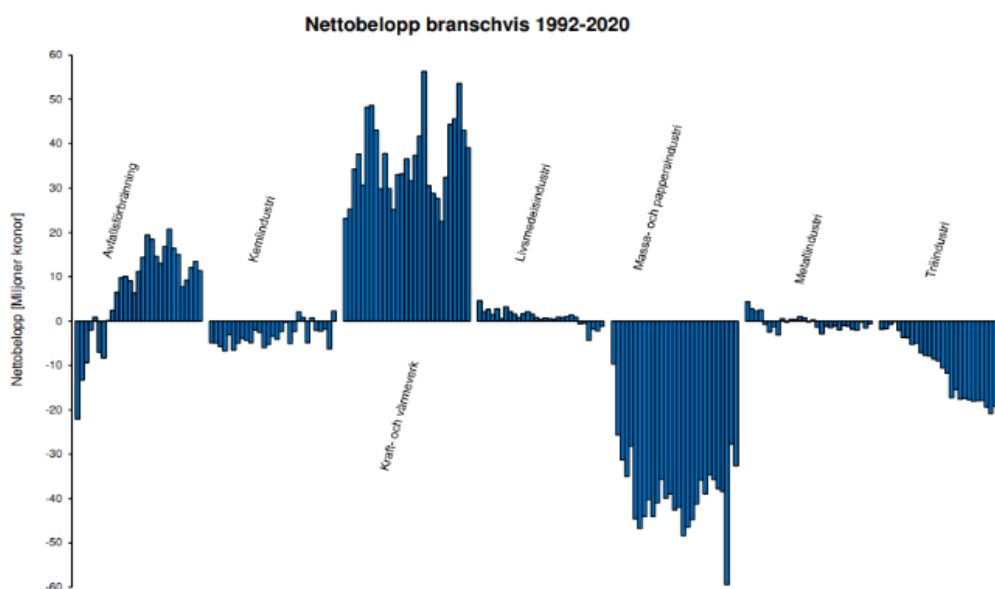 Nettobelopp branschvis 1992-2020
Nettobelopp [Miljoner kronor]
60
50
40
30
20
10
0
-10
-20
-30
-40
-50
-60
Avfallsförbränning
Kemiindustri
Kraft- och värmeverk
Livsmedelsindustri
Massa- och pappersindustri
Metallindustri
Träindustri